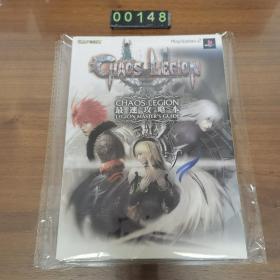 00148
CAPCOM
PlayStation 2
CHAOS LEGION
CHAOS LEGION
最速攻略本
LEGION MASTER'S GUIDE